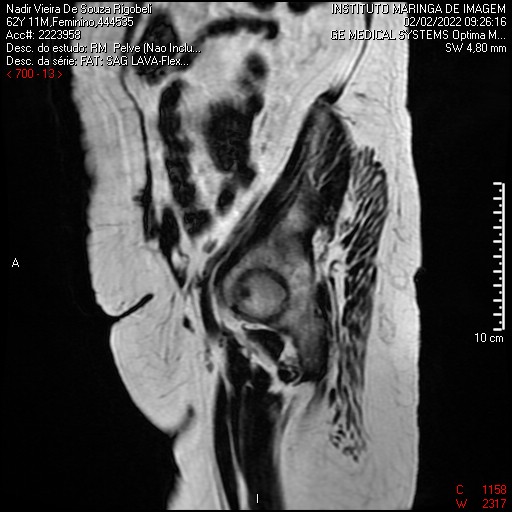 Nadir Vieira De Souza Rigobeli
62Y 11M,Feminino,444535
Acc#: 2223953
Desc. do estudo: RM  Pelve (Nao Inclu...
Desc. da série: FAT: SAG LAVA-Flex...
< 700 - 13 >
INSTITUTO MARINGA DE IMAGEM
02/02/2022 09:26:16
GE MEDICAL SYSTEMS Optima M...
SW 4,80 mm
A
10 cm
C 1158
W 2317
I